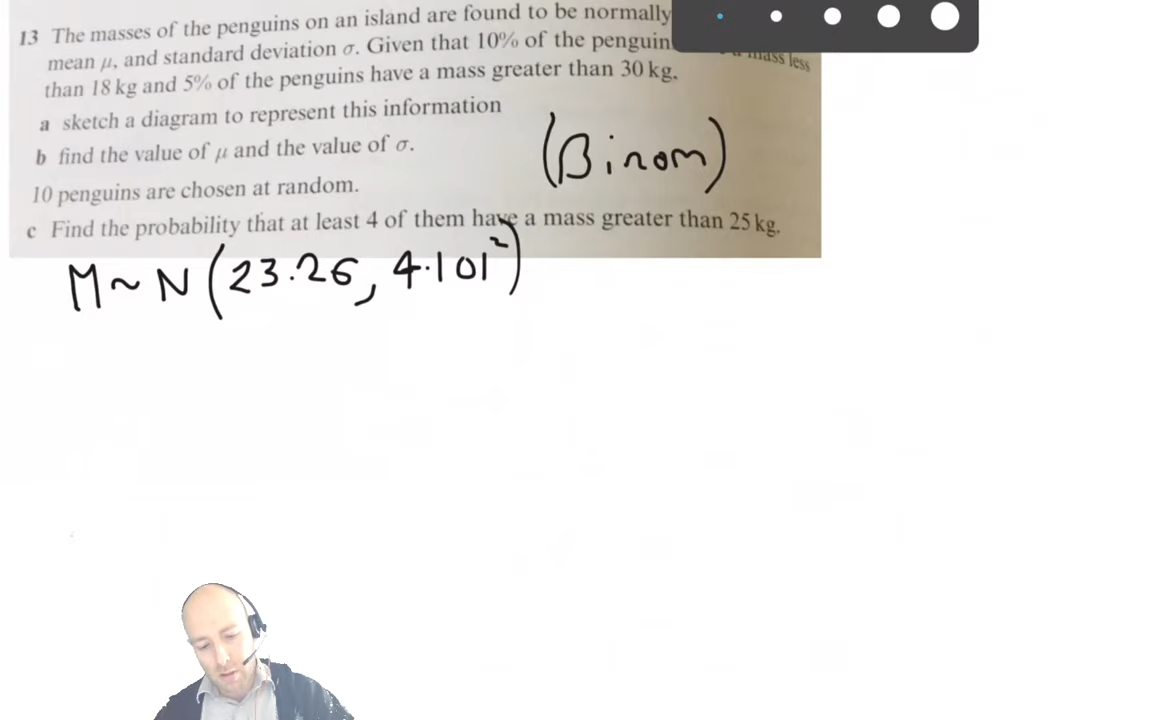 13 The masses of the penguins on an island are found to be normally
mean μ, and standard deviation σ. Given that 10% of the penguin
mass less
than 18 kg and 5% of the penguins have a mass greater than 30 kg,
a sketch a diagram to represent this information
b find the value of μ and the value of σ.
(Binom)
10 penguins are chosen at random.
c Find the probability that at least 4 of them have a mass greater than 25 kg.
M ~ N (23.26, 4.101²)